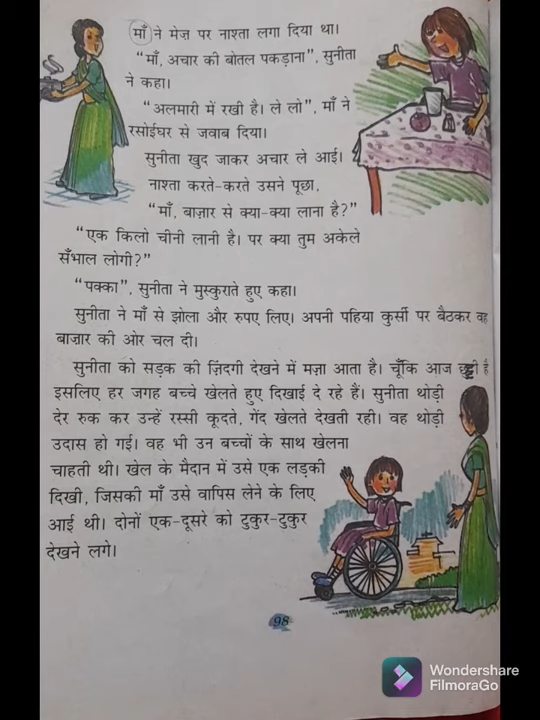 माँ ने मेज़ पर नाश्ता लगा दिया था।
“माँ, अचार की बोतल पकड़ाना”, सुनीता
ने कहा।
“अलमारी में रखी है। ले लो”, माँ ने
रसोईघर से जवाब दिया।
सुनीता खुद जाकर अचार ले आई।
नाश्ता करते-करते उसने पूछा,
“माँ, बाज़ार से क्या-क्या लाना है?”
“एक किलो चीनी लानी है। पर क्या तुम अकेले
सँभाल लोगी?”
“पक्का”, सुनीता ने मुस्कुराते हुए कहा।
सुनीता ने माँ से झोला और रुपए लिए। अपनी पहिया कुर्सी पर बैठकर वह
बाज़ार की ओर चल दी।
सुनीता को सड़क की ज़िंदगी देखने में मज़ा आता है। चूँकि आज छुट्टी है
इसलिए हर जगह बच्चे खेलते हुए दिखाई दे रहे हैं। सुनीता थोड़ी
देर रुक कर उन्हें रस्सी कूदते, गेंद खेलते देखती रही। वह थोड़ी
उदास हो गई। वह भी उन बच्चों के साथ खेलना
चाहती थी। खेल के मैदान में उसे एक लड़की
दिखी, जिसकी माँ उसे वापिस लेने के लिए
आई थी। दोनों एक-दूसरे को टुकुर-टुकुर
देखने लगे।
98
Wondershare
FilmoraGo